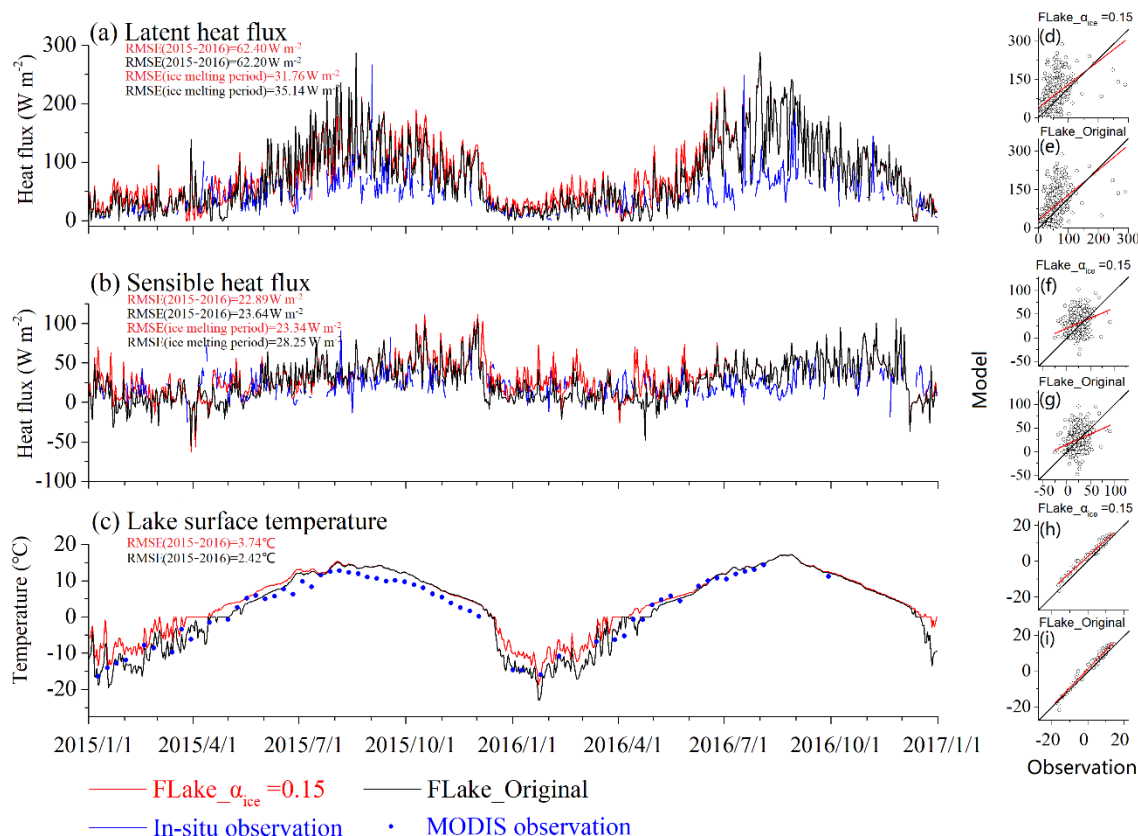 (a) Latent heat flux
RMSE(2015-2016)=62.40W m⁻²
RMSE(2015-2016)=62.20 W m⁻²
RMSE(ice melting period)=31.76W m⁻²
RMSE(ice melting period)=35.14W m⁻²
Heat flux (W m⁻²)
300
200
100
0
(b) Sensible heat flux
RMSE(2015-2016)=22.89W m⁻²
RMSE(2015-2016)=23.64W m⁻²
RMSE(ice melting period)=23.34W m⁻²
RMSE(ice melting period)=28.25W m⁻²
Heat flux (W m⁻²)
100
50
0
-50
-100
(c) Lake surface temperature
RMSE(2015-2016)=3.74℃
RMSE(2015-2016)=2.42℃
Temperature (℃)
20
10
0
-10
-20
2015/1/1 2015/4/1 2015/7/1 2015/10/1 2016/1/1 2016/4/1 2016/7/1 2016/10/1 2017/1/1
FLake_αice =0.15
FLake_Original
In-situ observation
MODIS observation
FLake_αice =0.15
(d)
300
150
0
FLake_Original
(e)
300
150
0
0 100 200 300
FLake_αice =0.15
(f)
100
50
0
-50
Model
FLake_Original
(g)
100
50
0
-50
-50 0 50 100
FLake_αice =0.15
(h)
20
0
-20
FLake_Original
(i)
20
0
-20
-20 0 20
Observation